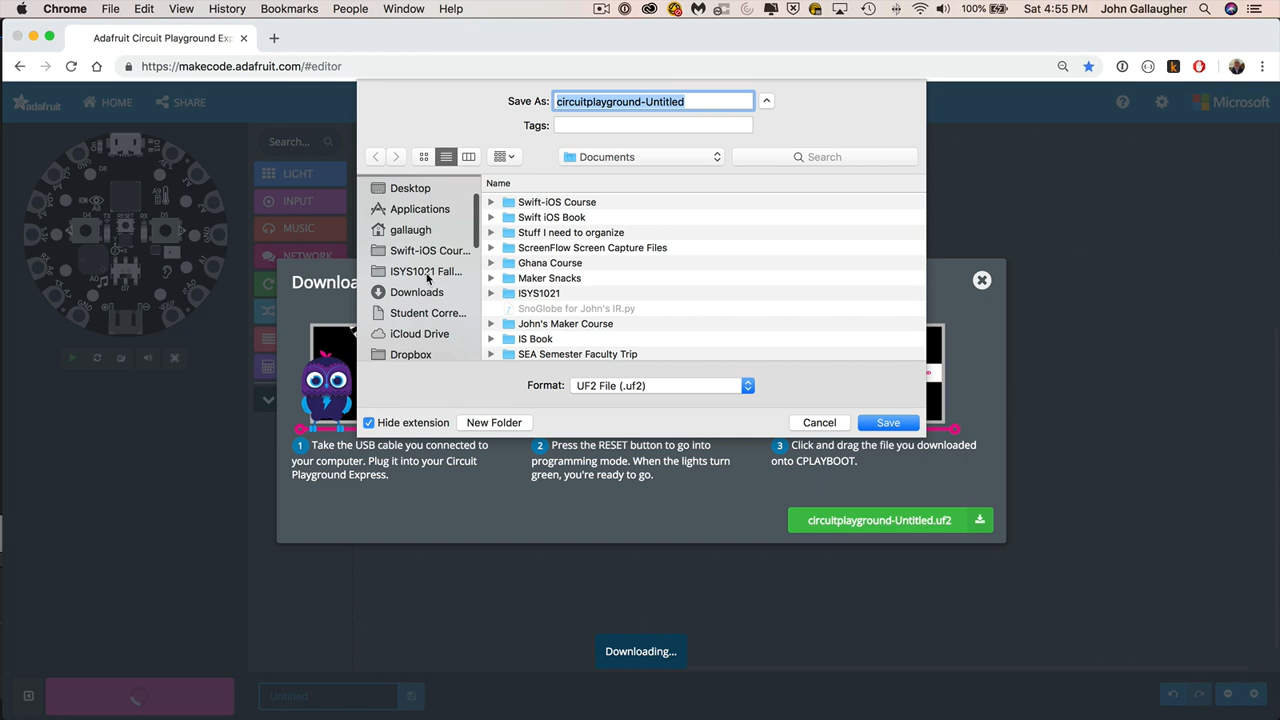 Chrome File Edit View History Bookmarks People Window Help 100% Sat 4:55 PM John Gallaugher
Adafruit Circuit Playground Exp
https://makecode.adafruit.com/#editor
adafruit HOME SHARE Microsoft
Save As: circuitplayground-Untitled
Tags:
Search...
Documents
Search
LIGHT
INPUT
MUSIC
NETWORK
Name
Desktop
Applications
gallaugh
Swift-iOS Cour...
ISYS1021 Fall...
Downloads
Student Corre...
iCloud Drive
Dropbox
Swift-iOS Course
Swift iOS Book
Stuff I need to organize
ScreenFlow Screen Capture Files
Ghana Course
Maker Snacks
ISYS1021
SnoGlobe for John's IR.py
John's Maker Course
IS Book
SEA Semester Faculty Trip
Format: UF2 File (.uf2)
Hide extension New Folder Cancel Save
Downloa
1 Take the USB cable you connected to
your computer. Plug it into your Circuit
Playground Express.
2 Press the RESET button to go into
programming mode. When the lights turn
green, you're ready to go.
3 Click and drag the file you downloaded
onto CPLAYBOOT.
circuitplayground-Untitled.uf2
Downloading...
Untitled